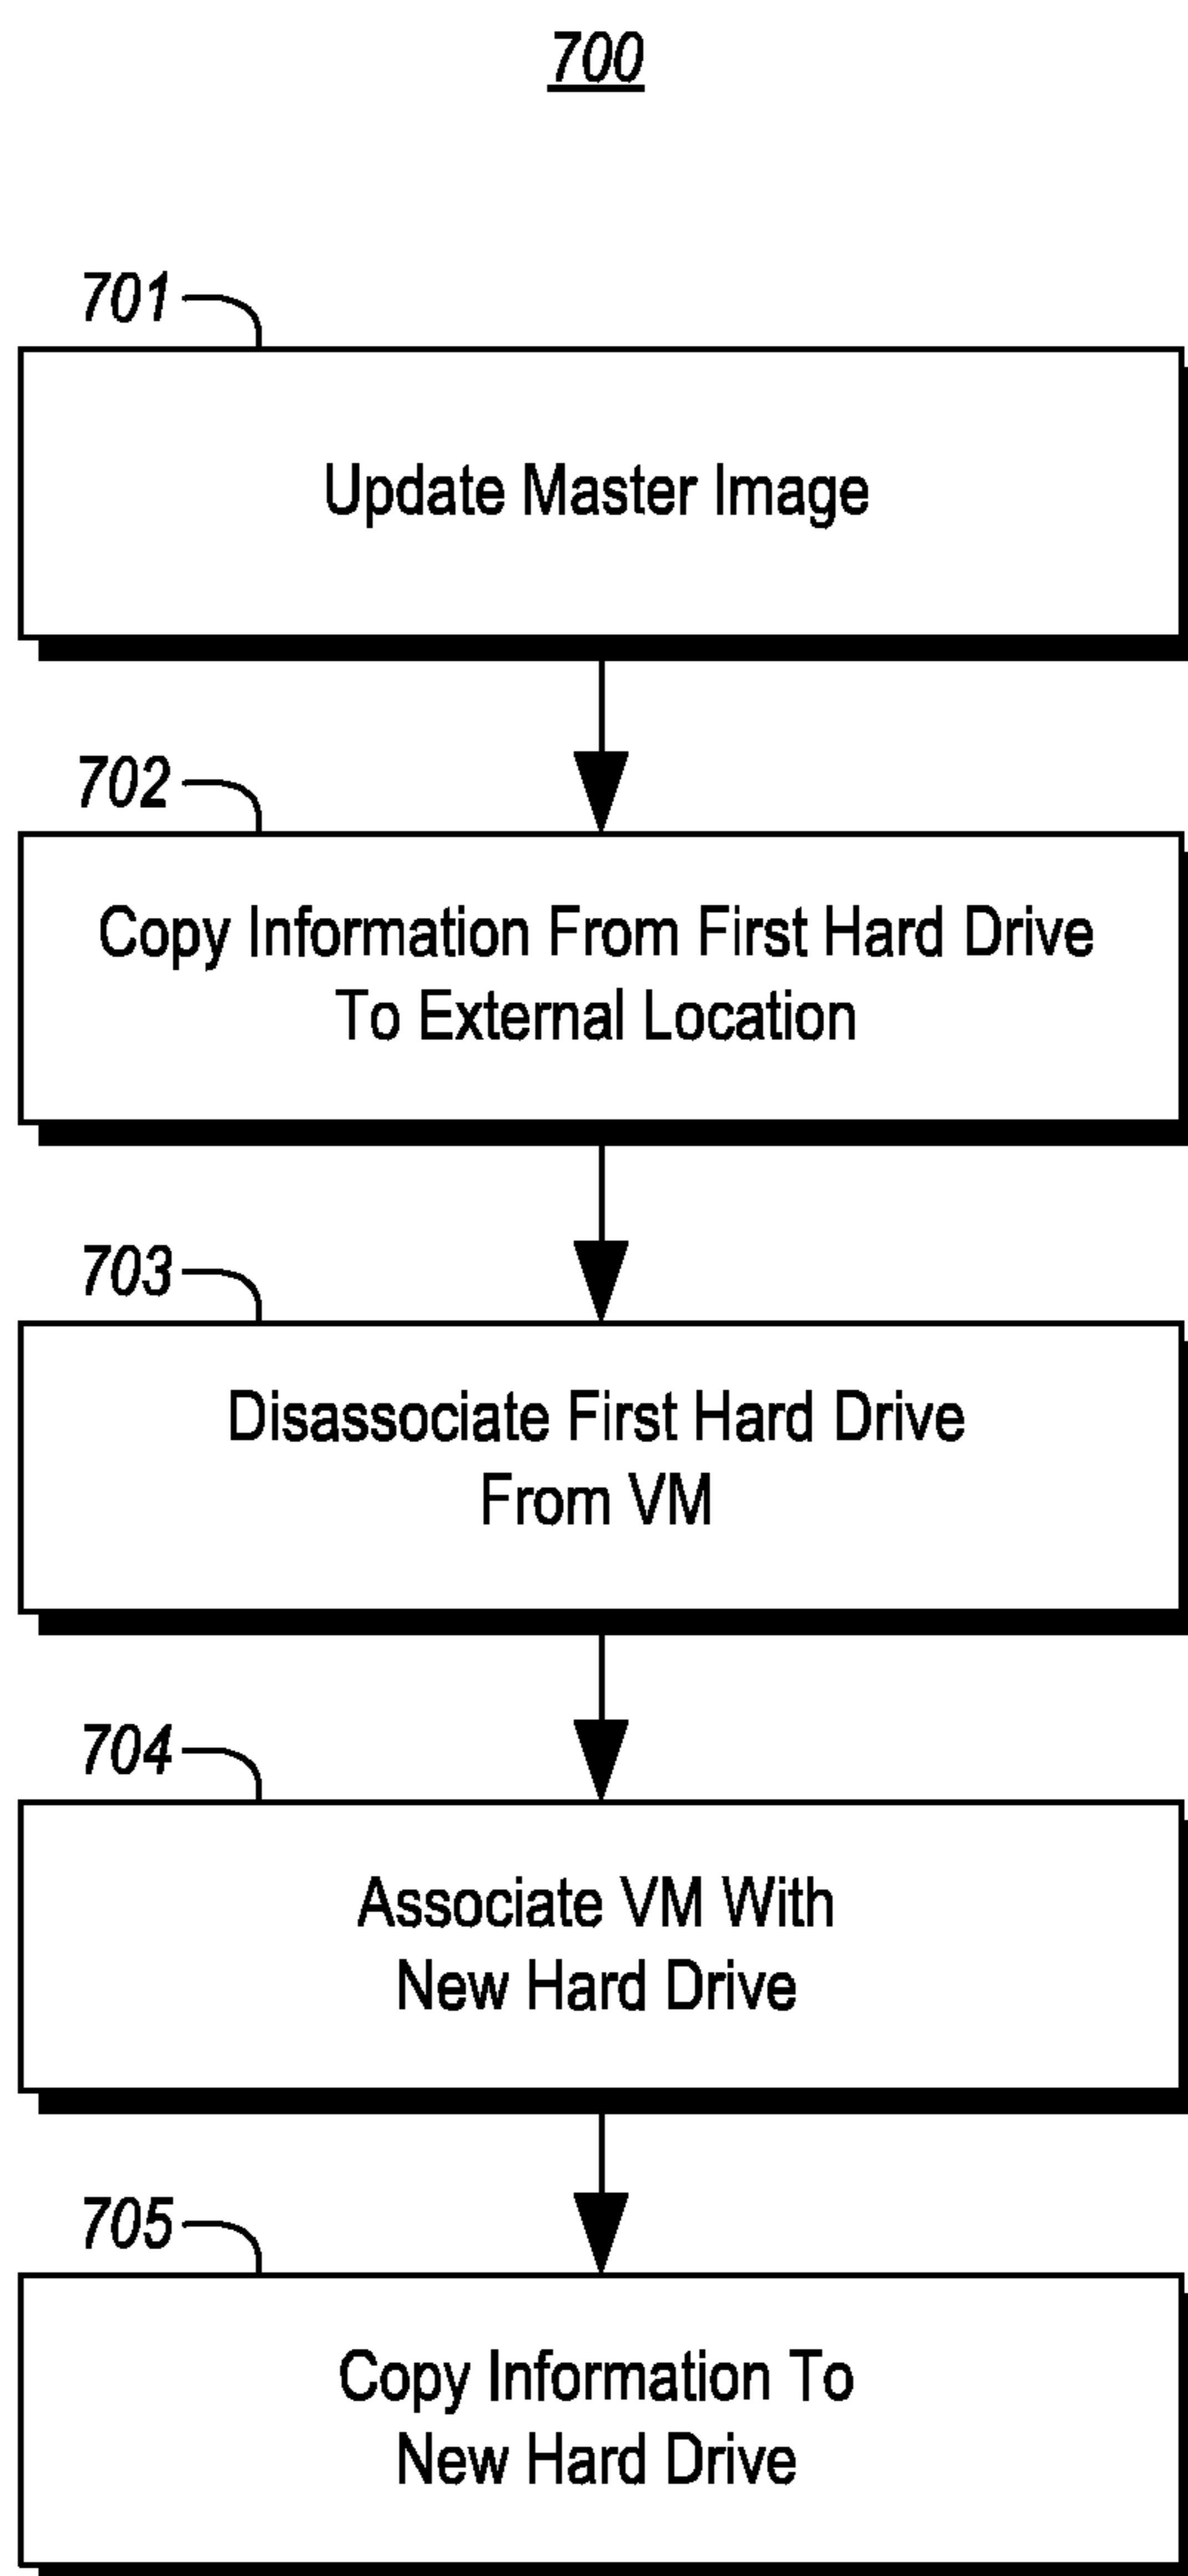 700
701
Update Master Image
702
Copy Information From First Hard Drive
To External Location
703
Disassociate First Hard Drive
From VM
704
Associate VM With
New Hard Drive
705
Copy Information To
New Hard Drive